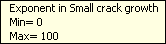 Exponent in Small crack growth
Min= 0
Max= 100